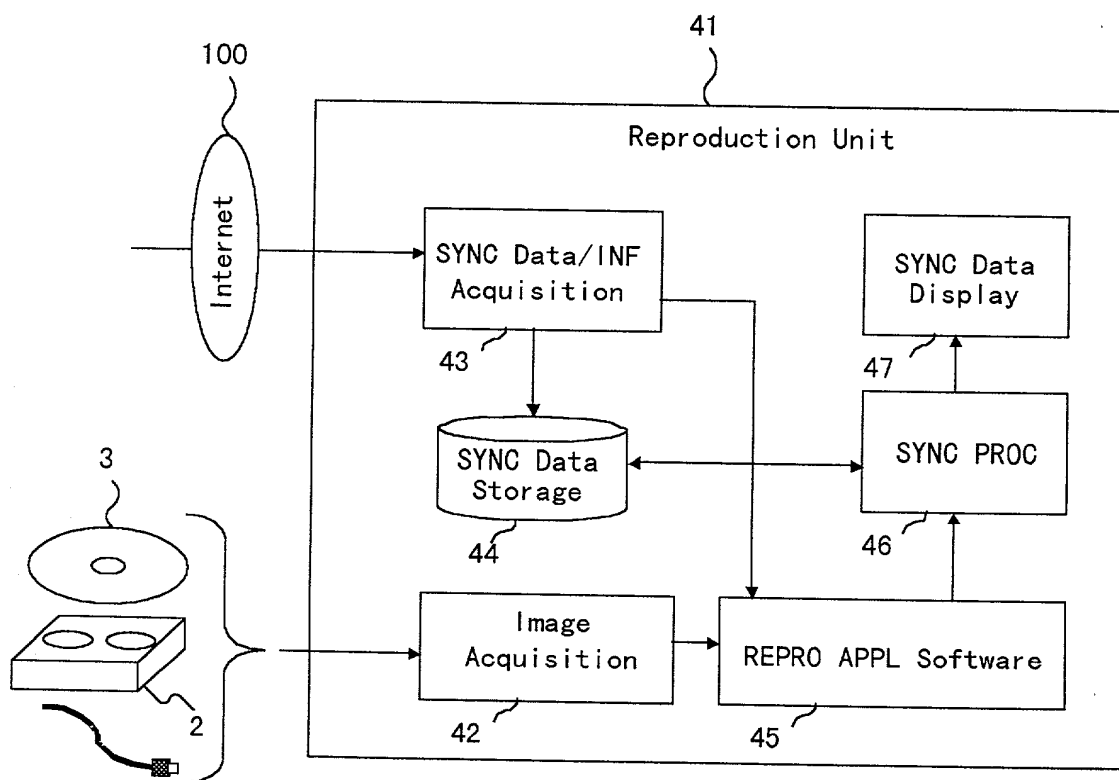 41
100
Reproduction Unit
Internet
SYNC Data/INF
Acquisition
43
SYNC Data
Display
47
SYNC Data
Storage
44
SYNC PROC
46
3
2
Image
Acquisition
42
REPRO APPL Software
45